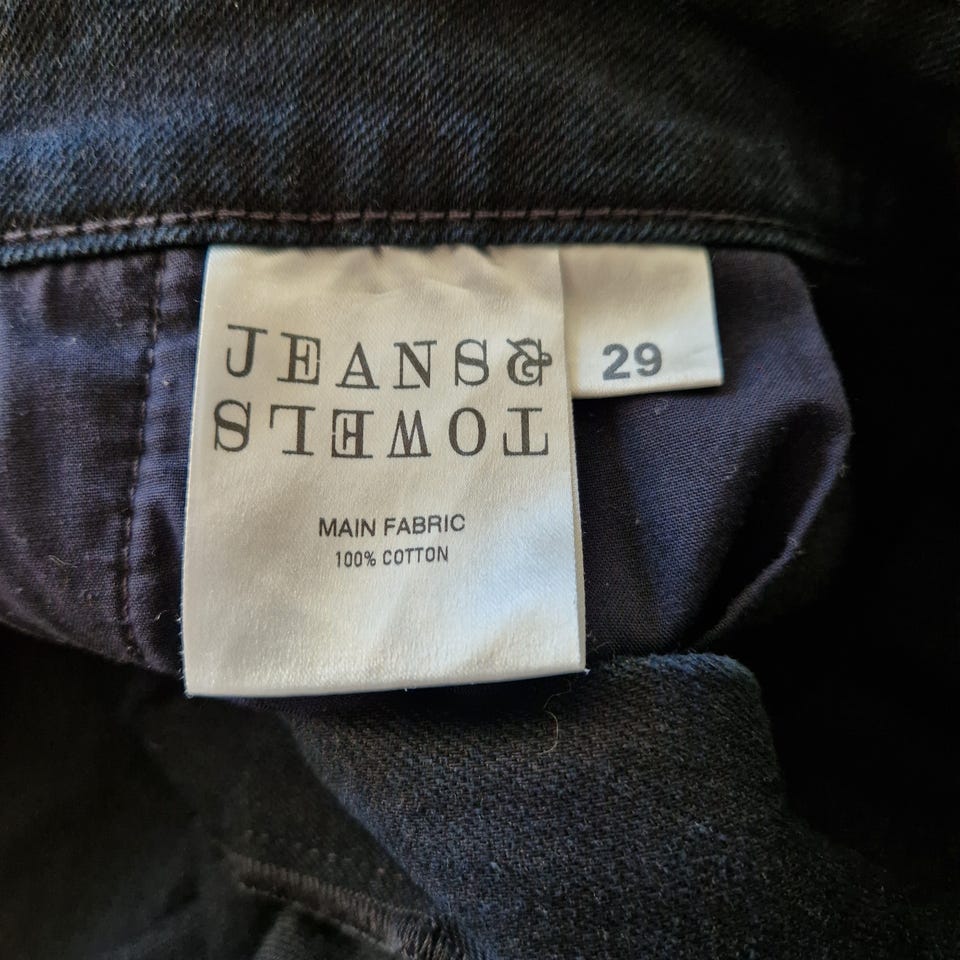 JEANS&
TOWELS
29
MAIN FABRIC
100% COTTON